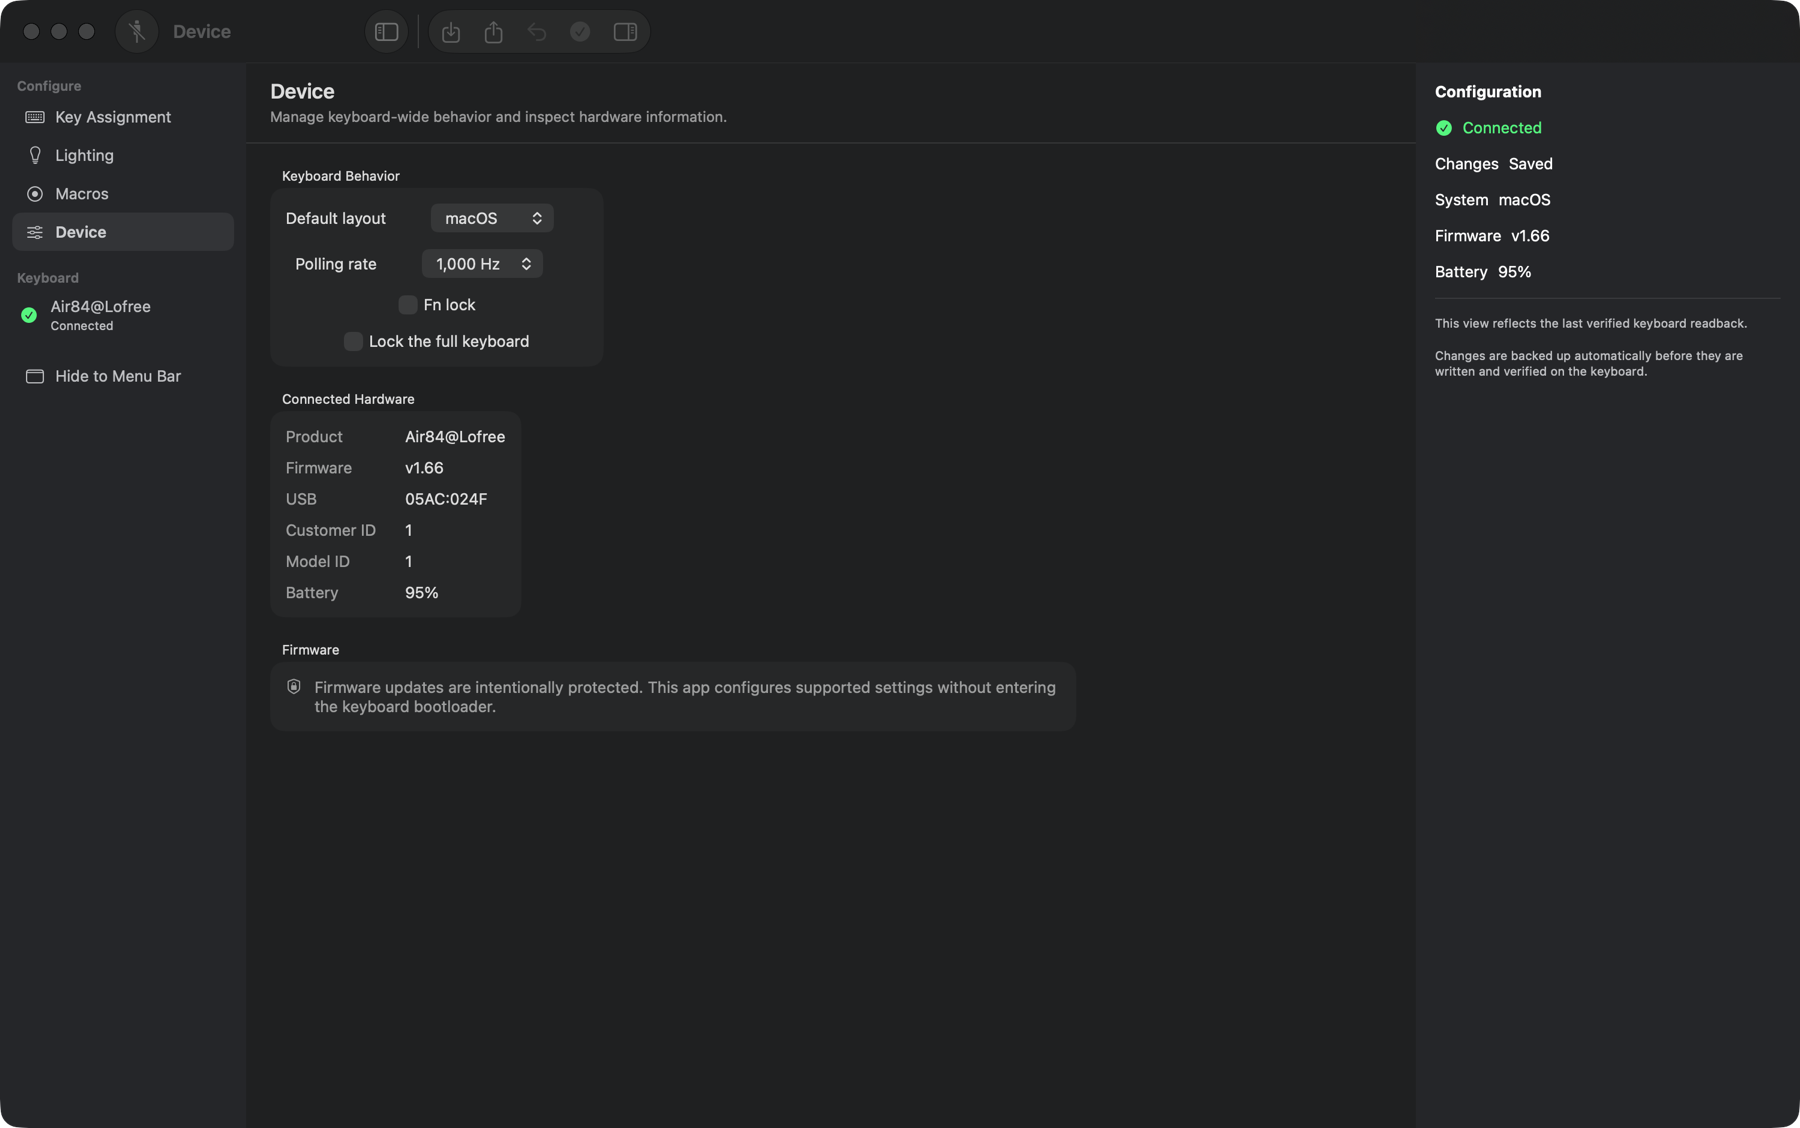 Device
Configure
Key Assignment
Lighting
Macros
Device
Keyboard
Air84@Lofree
Connected
Hide to Menu Bar
Device
Manage keyboard-wide behavior and inspect hardware information.
Keyboard Behavior
Default layout macOS
Polling rate 1,000 Hz
Fn lock
Lock the full keyboard
Connected Hardware
Product Air84@Lofree
Firmware v1.66
USB 05AC:024F
Customer ID 1
Model ID 1
Battery 95%
Firmware
Firmware updates are intentionally protected. This app configures supported settings without entering
the keyboard bootloader.
Configuration
Connected
Changes Saved
System macOS
Firmware v1.66
Battery 95%
This view reflects the last verified keyboard readback.
Changes are backed up automatically before they are
written and verified on the keyboard.